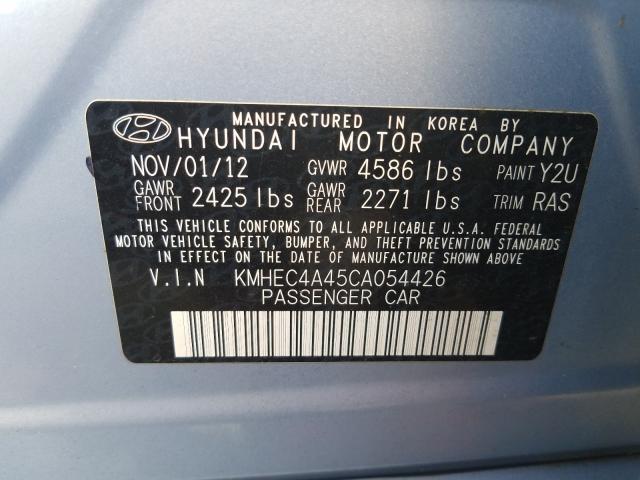 MANUFACTURED IN KOREA BY
HYUNDAI MOTOR COMPANY
NOV/01/12 GVWR 4586 lbs PAINT Y2U
GAWR FRONT 2425 lbs GAWR REAR 2271 lbs TRIM RAS
THIS VEHICLE CONFORMS TO ALL APPLICABLE U.S.A. FEDERAL
MOTOR VEHICLE SAFETY, BUMPER, AND THEFT PREVENTION STANDARDS
IN EFFECT ON THE DATE OF MANUFACTURE SHOWN ABOVE.
V.I.N KMHEC4A45CA054426
PASSENGER CAR